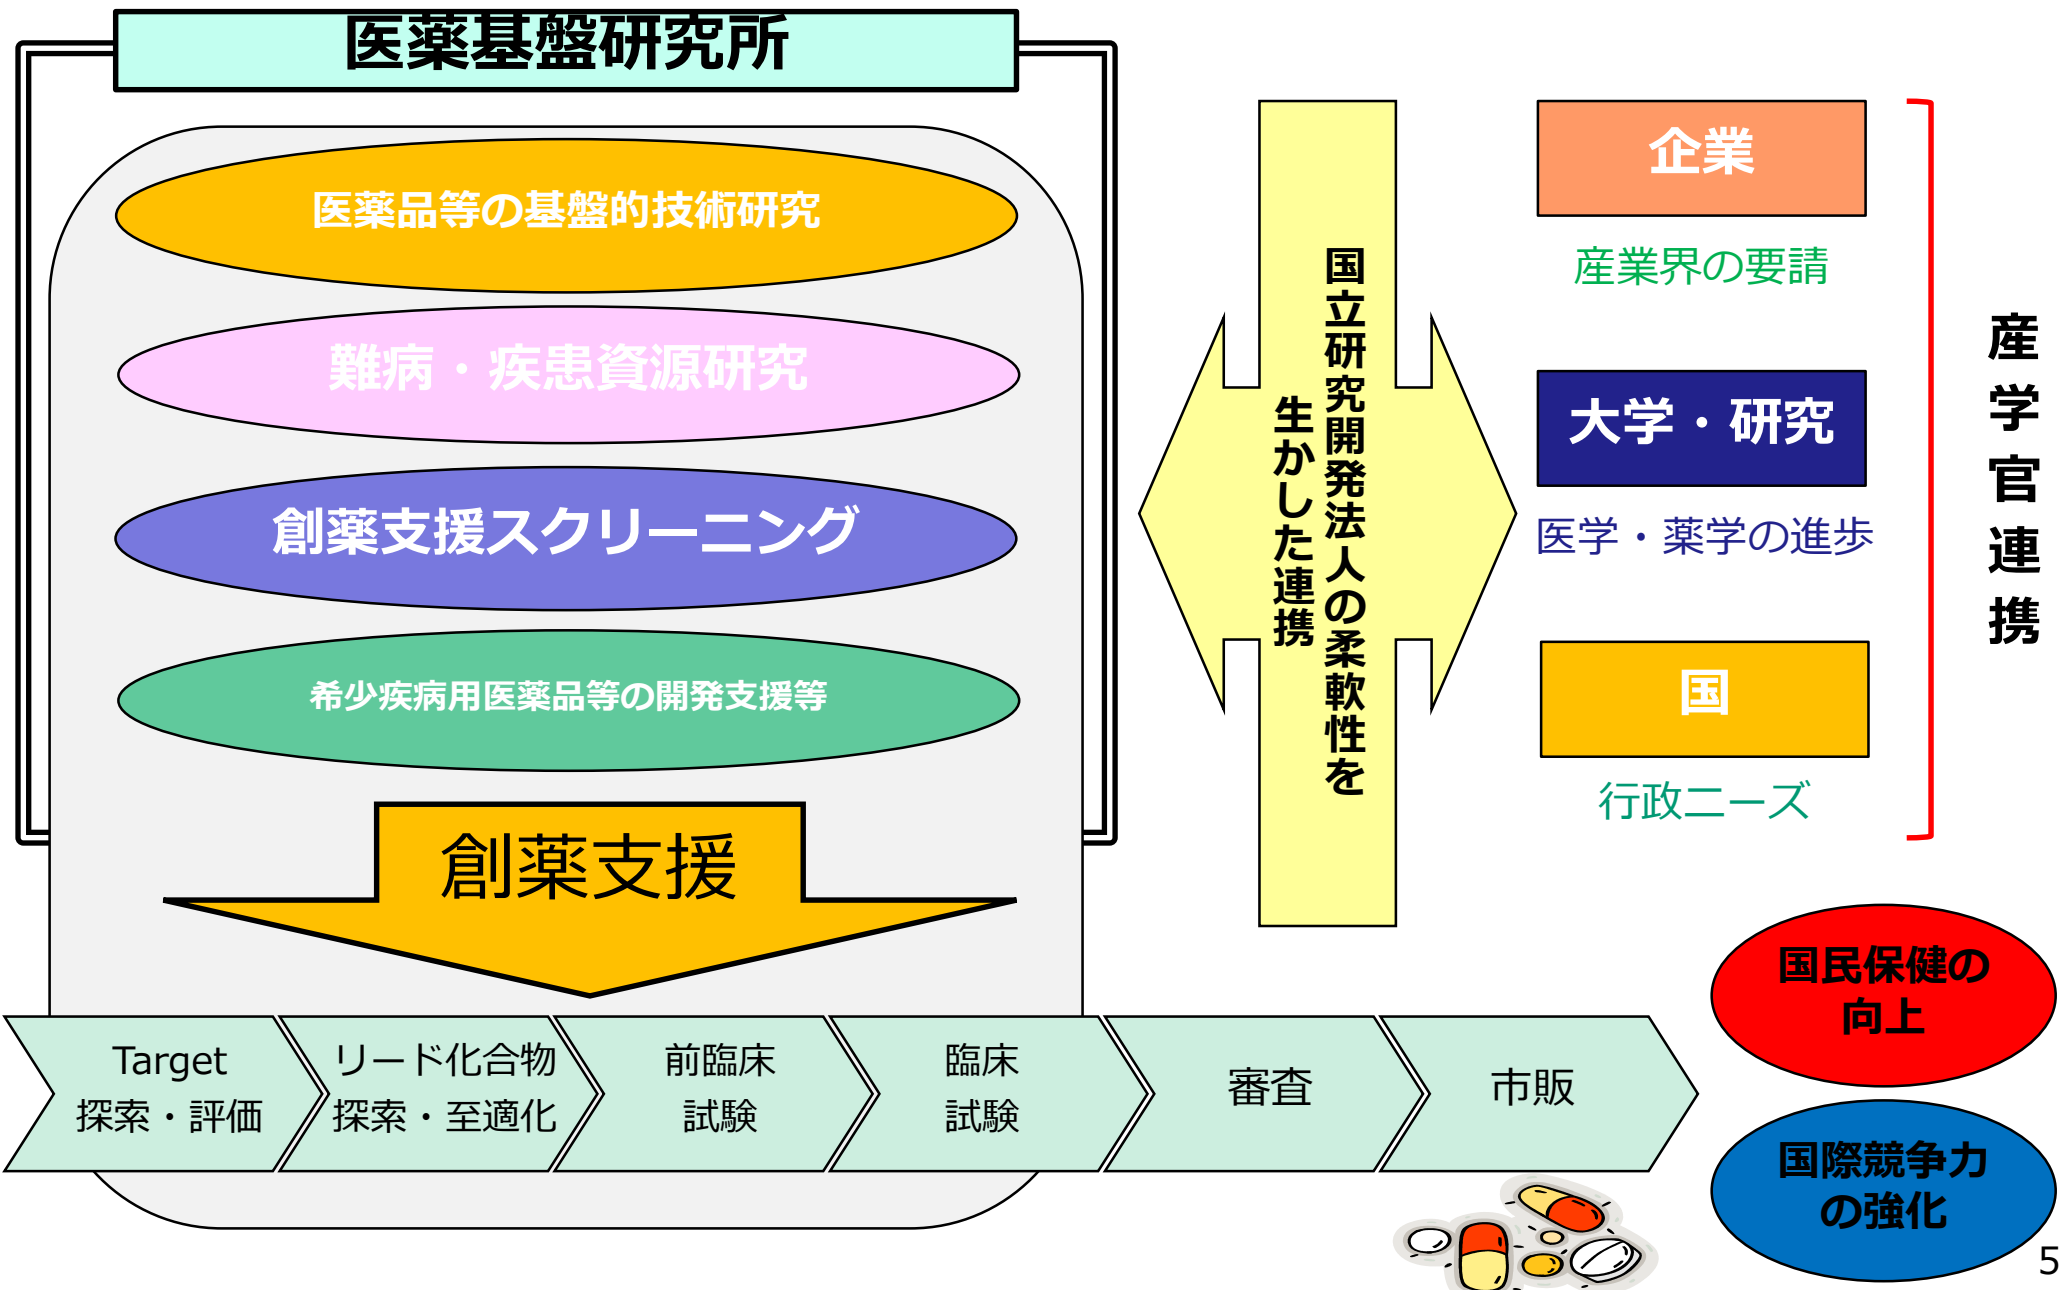 医薬基盤研究所
医薬品等の基盤的技術研究
難病・疾患資源研究
創薬支援スクリーニング
希少疾病用医薬品等の開発支援等
創薬支援
国立研究開発法人の柔軟性を
生かした連携
企業
産業界の要請
大学・研究
医学・薬学の進歩
国
行政ニーズ
産学官連携
Target
探索・評価
リード化合物
探索・至適化
前臨床
試験
臨床
試験
審査
市販
国民保健の
向上
国際競争力
の強化
5